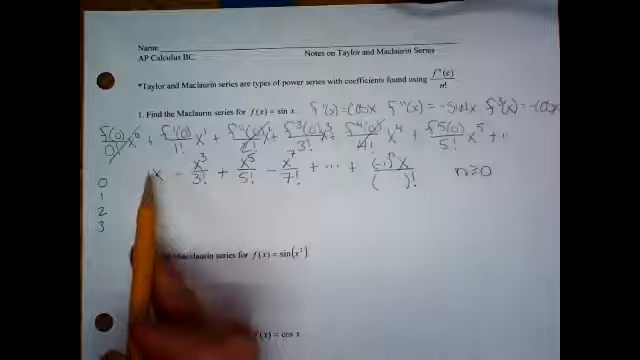 Name
AP Calculus BC
Notes on Taylor and Maclaurin Series
*Taylor and Maclaurin series are types of power series with coefficients found using fⁿ(c)/n!
1. Find the Maclaurin series for f(x) = sin x. f'(x) = cos x f''(x) = -sin x f³(x) = -cos x
f(0)/0! x⁰ + f'(0)/1! x¹ + f''(0)/2! x² + f³(0)/3! x³ + f⁴(0)/4! x⁴ + f5(0)/5! x⁵ + ..
x - x³/3! + x⁵/5! - x⁷/7! + ... + (-1)ⁿ x/( )! n ≥ 0
0
1
2
3
Maclaurin series for f(x) = sin(x²).
f(x) = cos x